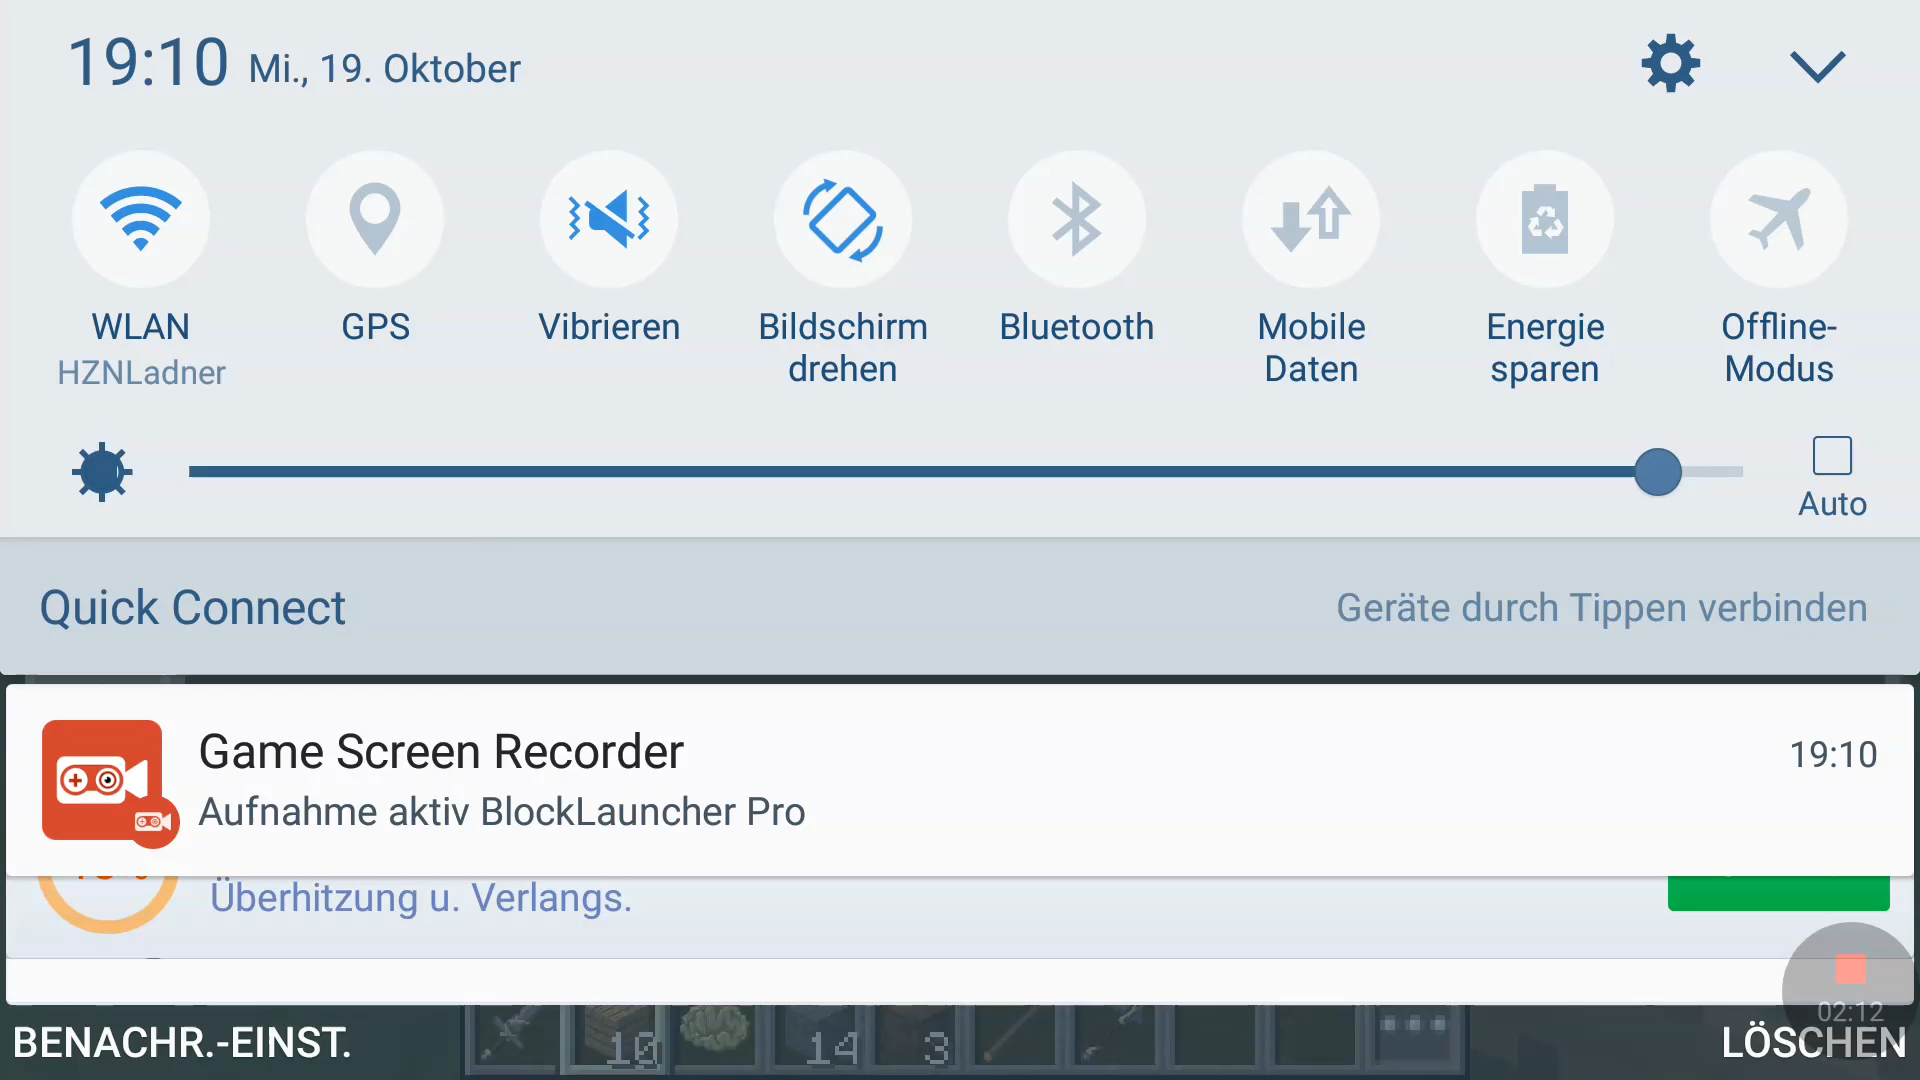 19:10 Mi., 19. Oktober
WLAN
HZNLadner
GPS
Vibrieren
Bildschirm
drehen
Bluetooth
Mobile
Daten
Energie
sparen
Offline-
Modus
Auto
Quick Connect
Geräte durch Tippen verbinden
Game Screen Recorder
19:10
Aufnahme aktiv BlockLauncher Pro
Überhitzung u. Verlangs.
02:12
BENACHR.-EINST.
10
14
3
LÖSCHEN